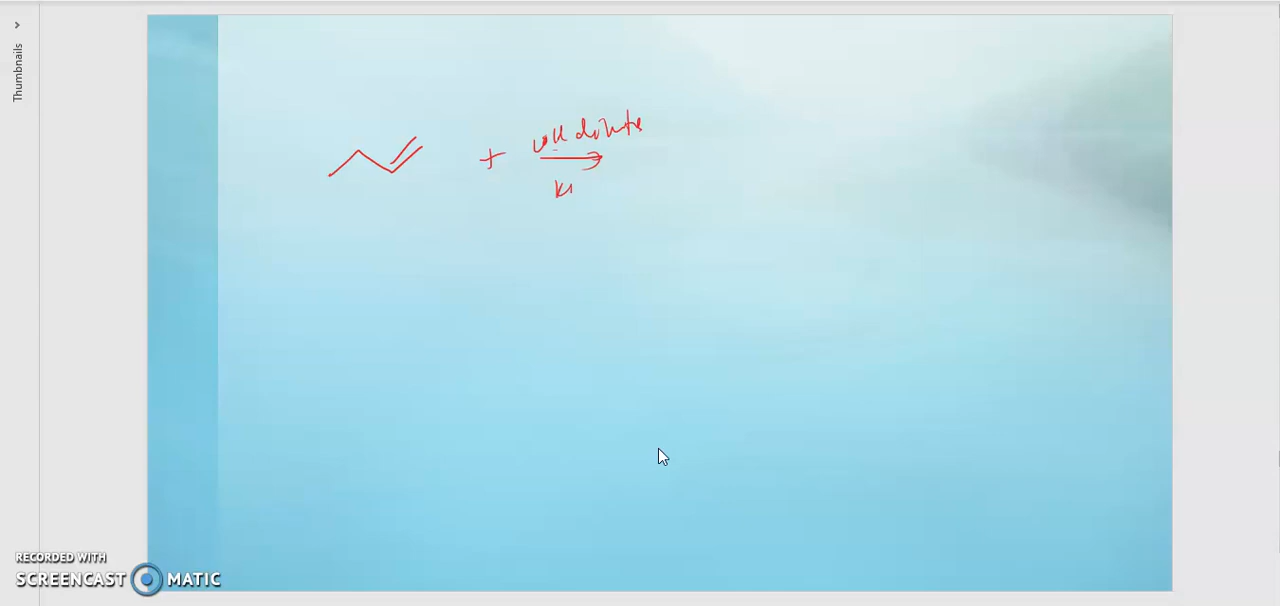 Thumbnails
+
cold dilute
K
RECORDED WITH
SCREENCAST MATIC